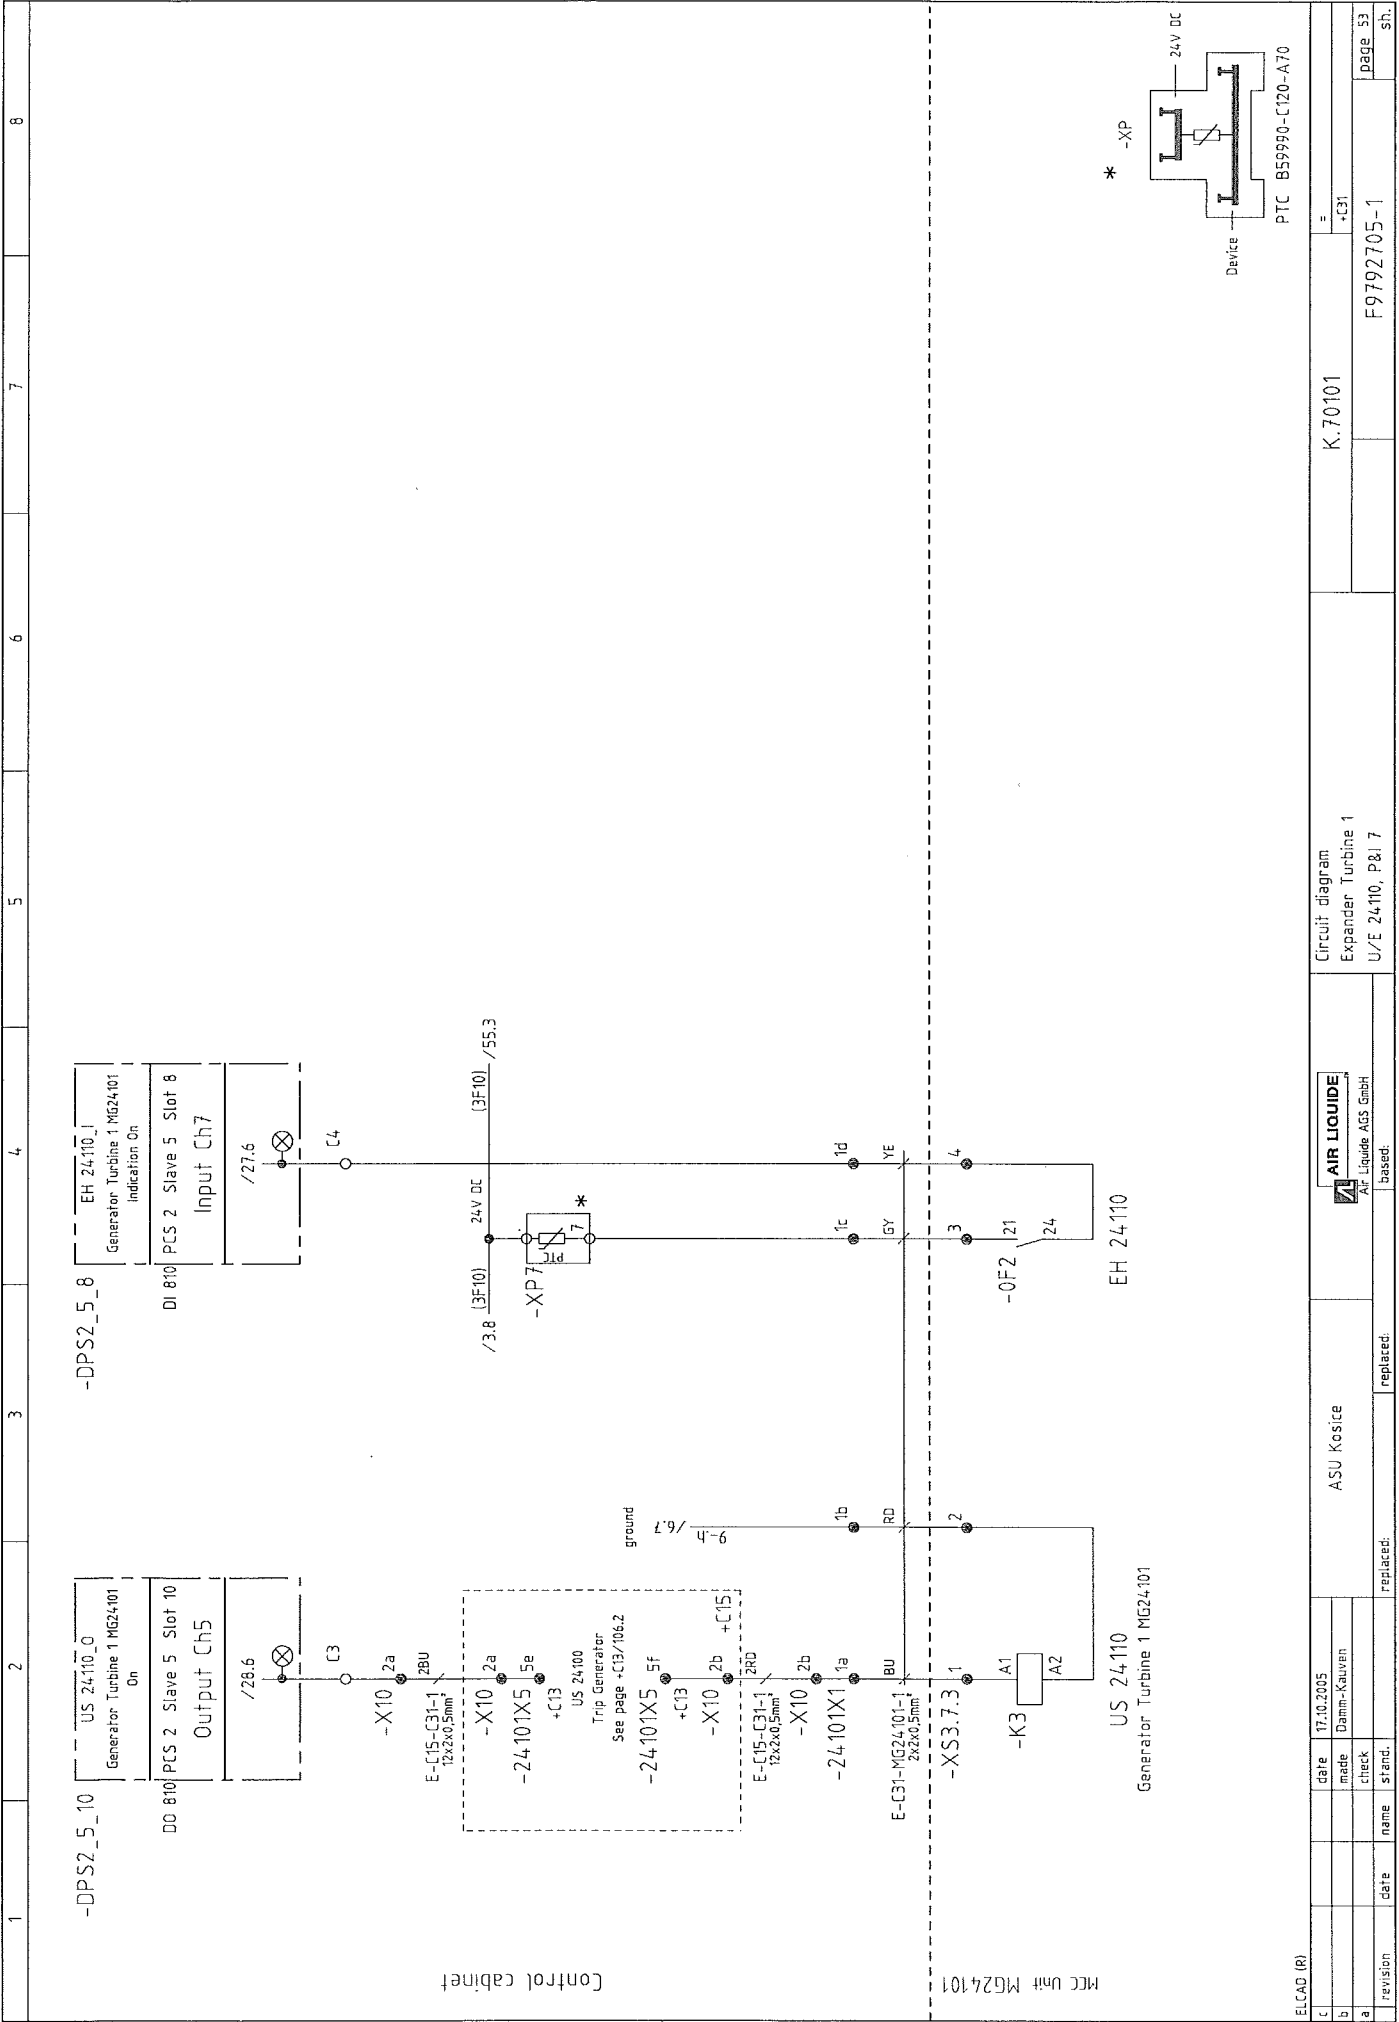 1 2 3 4 5 6 7 8
-DPS2_5_10
US 24110_O
Generator Turbine 1 MG24101
On
DO 810 PCS 2 Slave 5 Slot 10
Output Ch5
/28.6
C3
-X10 2a
2BU
E-C15-C31-1
12x2x0,5mm²
-X10 2a
-24101X5 5e
+C13
US 24100
Trip Generator
See page +C13/106.2
-24101X5 5f
+C13
-X10 2b
+C15
2RD
E-C15-C31-1
12x2x0,5mm²
-X10 2b
-24101X1 1a
BU
E-C31-MG24101-1
2x2x0,5mm²
-XS3.7.3 1
-K3
A1
A2
US 24110
Generator Turbine 1 MG24101
ground
/6.7
9-.h
1b
RD
2
-DPS2_5_8
EH 24110_I
Generator Turbine 1 MG24101
Indication On
DI 810 PCS 2 Slave 5 Slot 8
Input Ch7
/27.6
C4
/3.8 (3F10) 24V DC (3F10) /55.3
-XP7
PTC
7
*
1c
GY
3
1d
YE
4
-0F2
21
24
EH 24110
Control cabinet
MCC Unit MG24101
*
-XP
24V DC
Device
PTC B59990-C120-A70
ELCAD (R)
c
b
a
revision
date
name
date 17.10.2005
made Damm-Kauven
check
stand.
ASU Kosice
replaced:
replaced:
AIR LIQUIDE
Air Liquide AGS GmbH
based:
Circuit diagram
Expander Turbine 1
U/E 24110, P&I 7
K.70101
=
+C31
F9792705-1
page 53
sh.